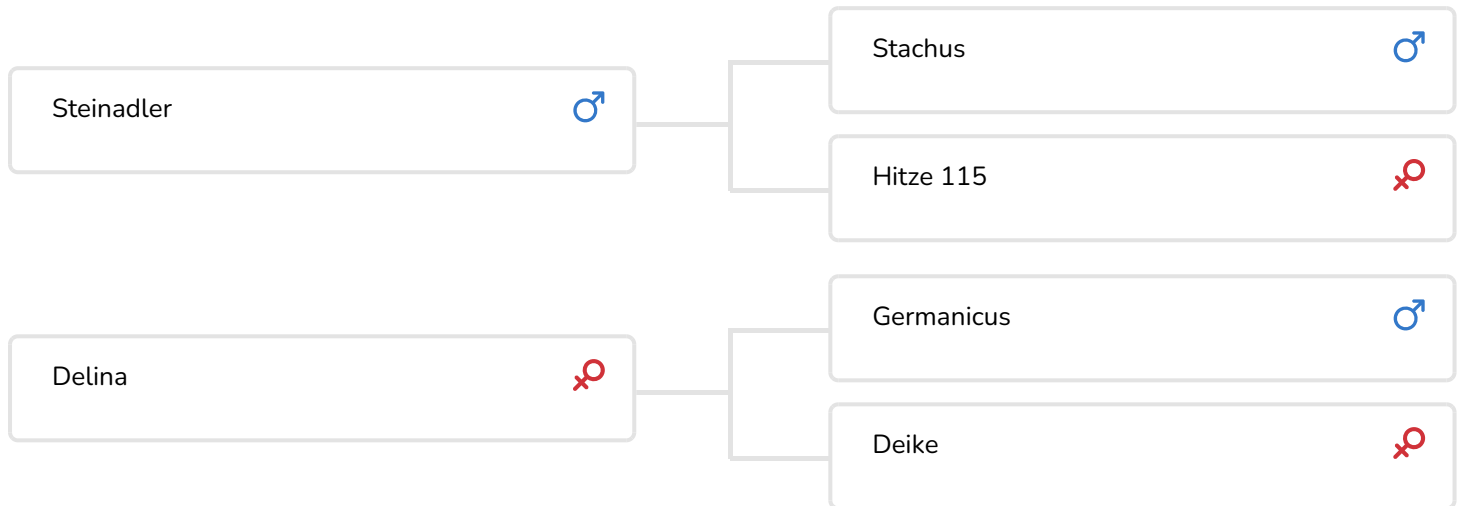 Steinadler
Stachus
Hitze 115
Delina
Germanicus
Deike